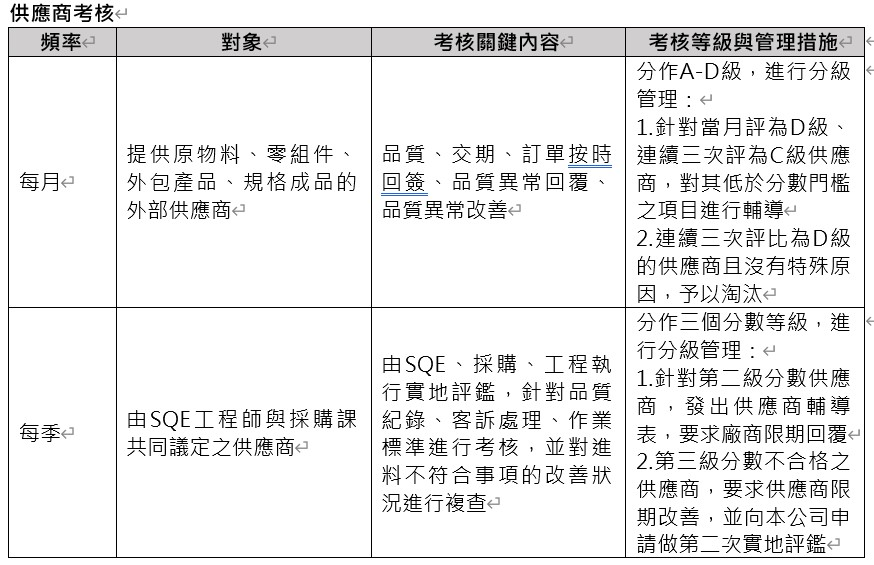 供應商考核
頻率
對象
考核關鍵內容
考核等級與管理措施
每月
提供原物料、零組件、
外包產品、規格成品的
外部供應商
品質、交期、訂單按時
回簽、品質異常回覆、
品質異常改善
分作A-D級，進行分級
管理：
1.針對當月評為D級、
連續三次評為C級供應
商，對其低於分數門檻
之項目進行輔導
2.連續三次評比為D級
的供應商且沒有特殊原
因，予以淘汰
每季
由SQE工程師與採購課
共同議定之供應商
由SQE、採購、工程執
行實地評鑑，針對品質
紀錄、客訴處理、作業
標準進行考核，並對進
料不符合事項的改善狀
況進行複查
分作三個分數等級，進
行分級管理：
1.針對第二級分數供應
商，發出供應商輔導
表，要求廠商限期回覆
2.第三級分數不合格之
供應商，要求供應商限
期改善，並向本公司申
請做第二次實地評鑑